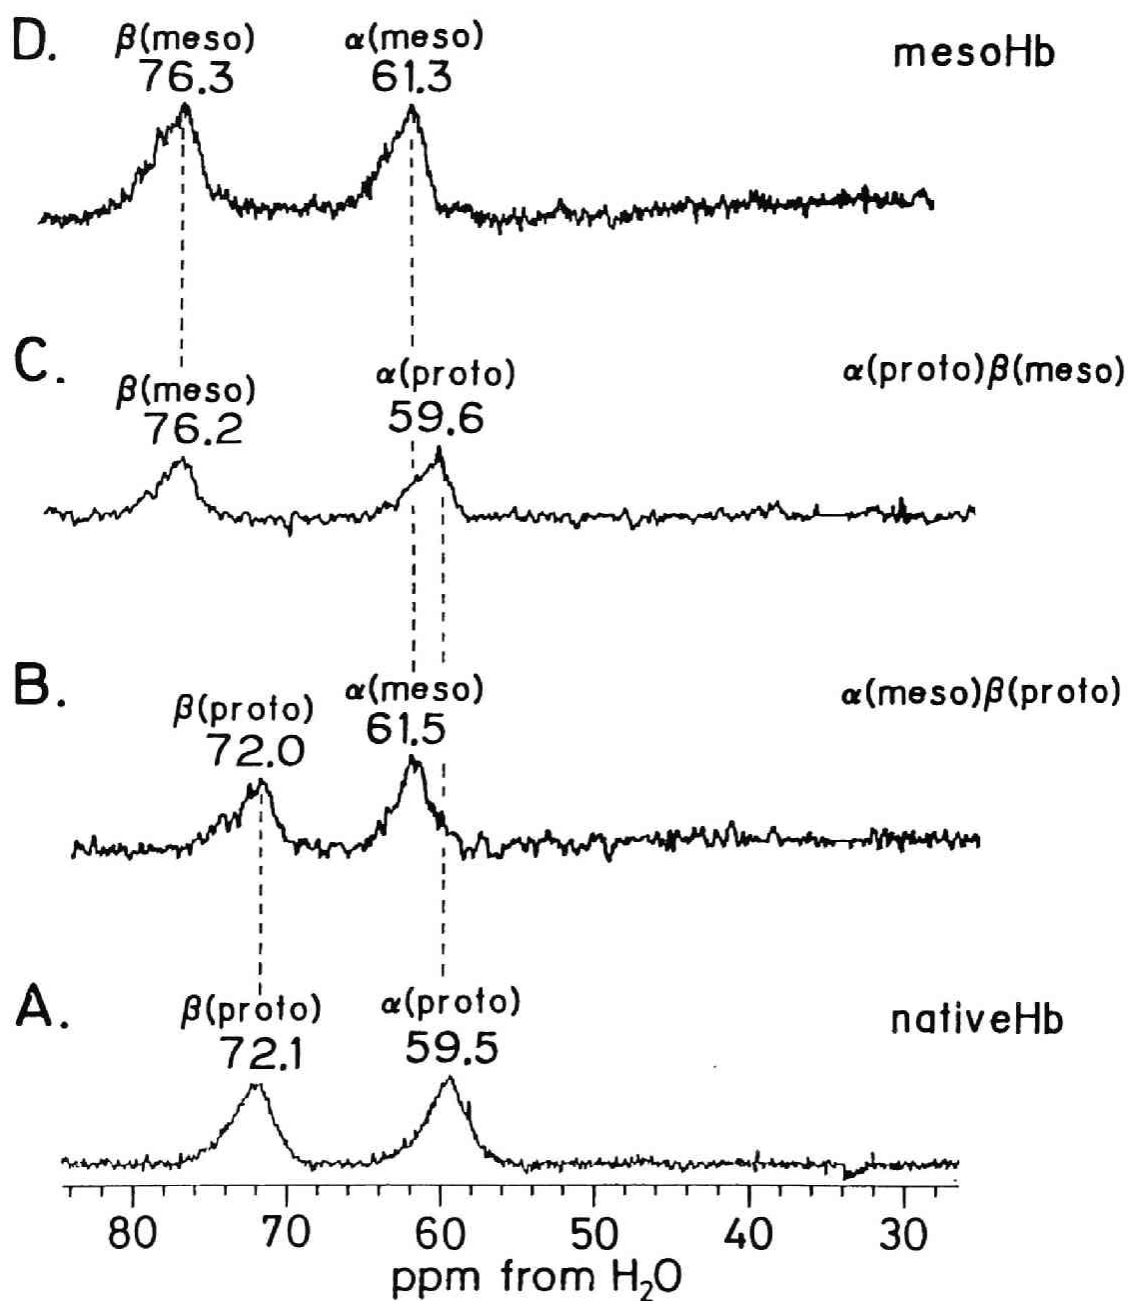 D. β(meso) α(meso) mesoHb
76.3 61.3
C. β(meso) α(proto) α(proto)β(meso)
76.2 59.6
B. β(proto) α(meso) α(meso)β(proto)
72.0 61.5
A. β(proto) α(proto) nativeHb
72.1 59.5
80 70 60 50 40 30
ppm from H₂O